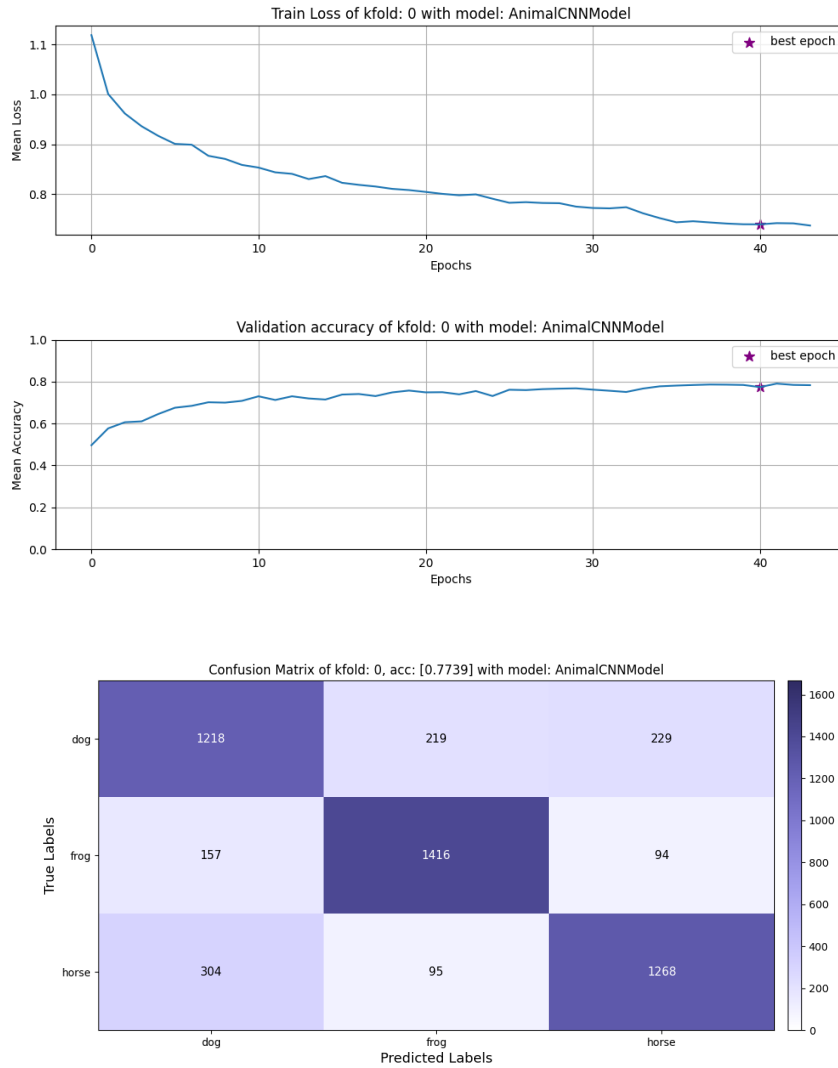 Train Loss of kfold: 0 with model: AnimalCNNModel
best epoch
1.1
1.0
0.9
0.8
Mean Loss
0 10 20 30 40
Epochs
Validation accuracy of kfold: 0 with model: AnimalCNNModel
best epoch
1.0
0.8
0.6
0.4
0.2
0.0
Mean Accuracy
0 10 20 30 40
Epochs
Confusion Matrix of kfold: 0, acc: [0.7739] with model: AnimalCNNModel
True Labels
dog 1218 219 229
frog 157 1416 94
horse 304 95 1268
dog frog horse
Predicted Labels
1600
1400
1200
1000
800
600
400
200
0